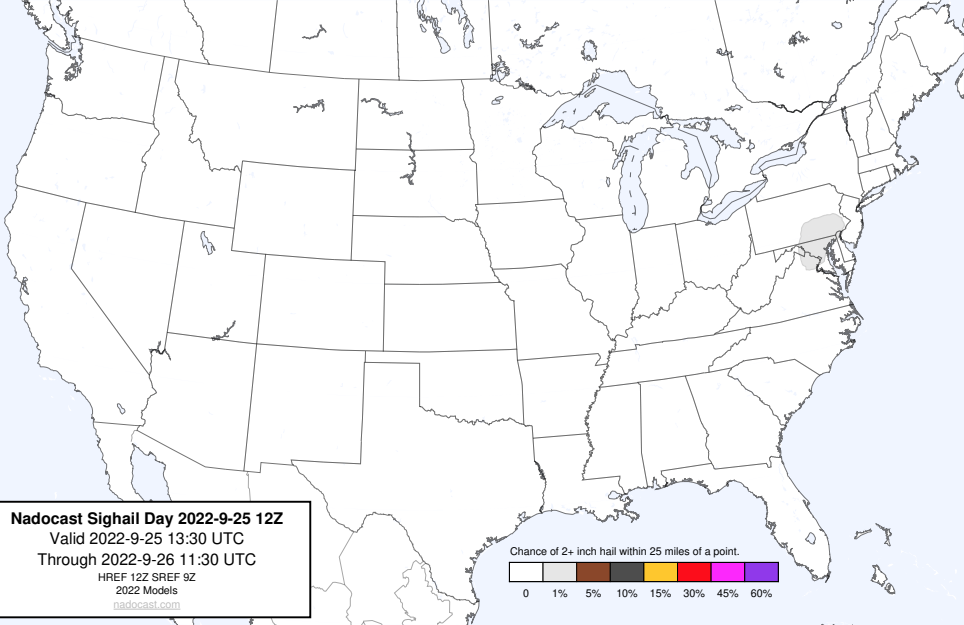 Nadocast Sighail Day 2022-9-25 12Z
Valid 2022-9-25 13:30 UTC
Through 2022-9-26 11:30 UTC
HREF 12Z SREF 9Z
2022 Models
nadocast.com
Chance of 2+ inch hail within 25 miles of a point.
0 1% 5% 10% 15% 30% 45% 60%